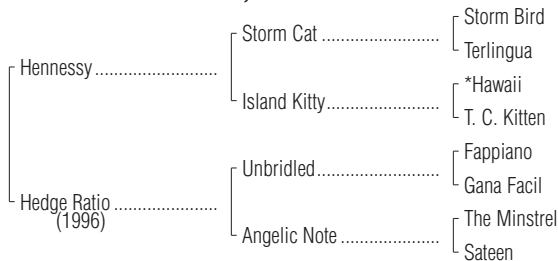 Storm Bird
Storm Cat ..........................
Terlingua
Hennessy ...........................
*Hawaii
Island Kitty .........................
T. C. Kitten
Fappiano
Unbridled ...........................
Gana Facil
Hedge Ratio .......................
(1996)
The Minstrel
Angelic Note ......................
Sateen